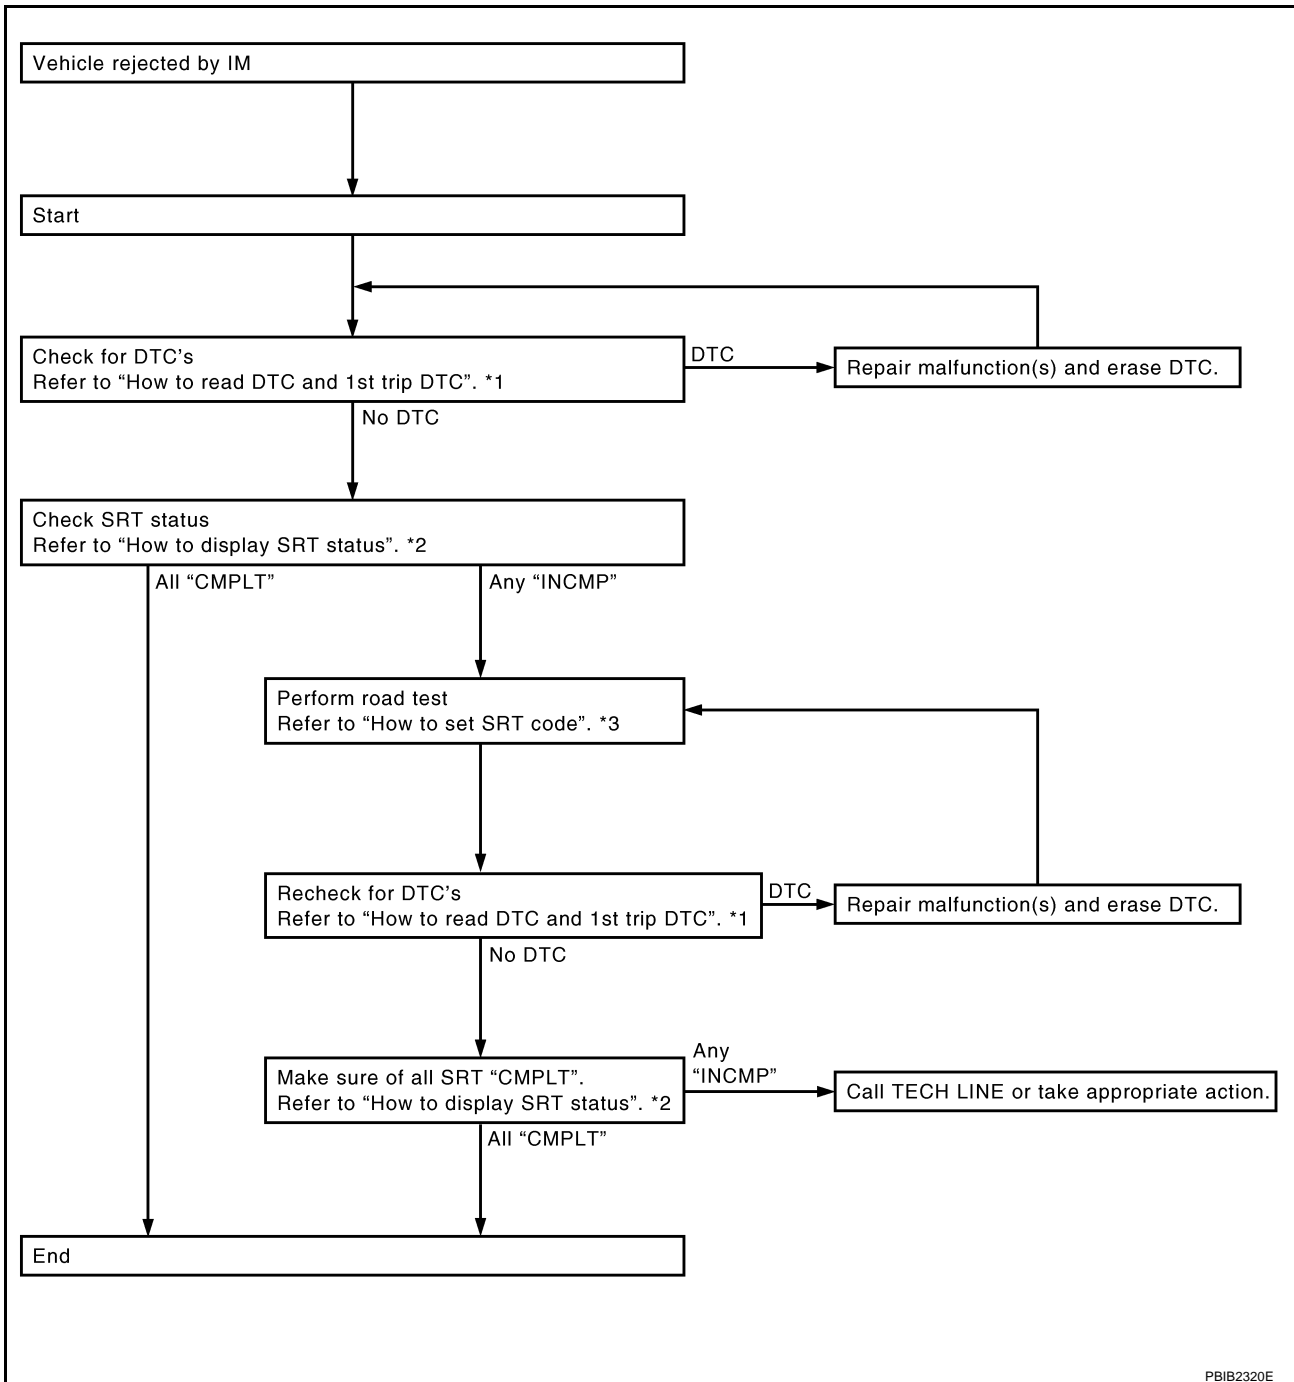 Vehicle rejected by IM
Start
Check for DTC’s
Refer to “How to read DTC and 1st trip DTC”. *1
DTC
Repair malfunction(s) and erase DTC.
No DTC
Check SRT status
Refer to “How to display SRT status”. *2
All “CMPLT”
Any “INCMP”
Perform road test
Refer to “How to set SRT code”. *3
Recheck for DTC’s
Refer to “How to read DTC and 1st trip DTC”. *1
DTC
Repair malfunction(s) and erase DTC.
No DTC
Make sure of all SRT “CMPLT”.
Refer to “How to display SRT status”. *2
Any
“INCMP”
Call TECH LINE or take appropriate action.
All “CMPLT”
End
PBIB2320E